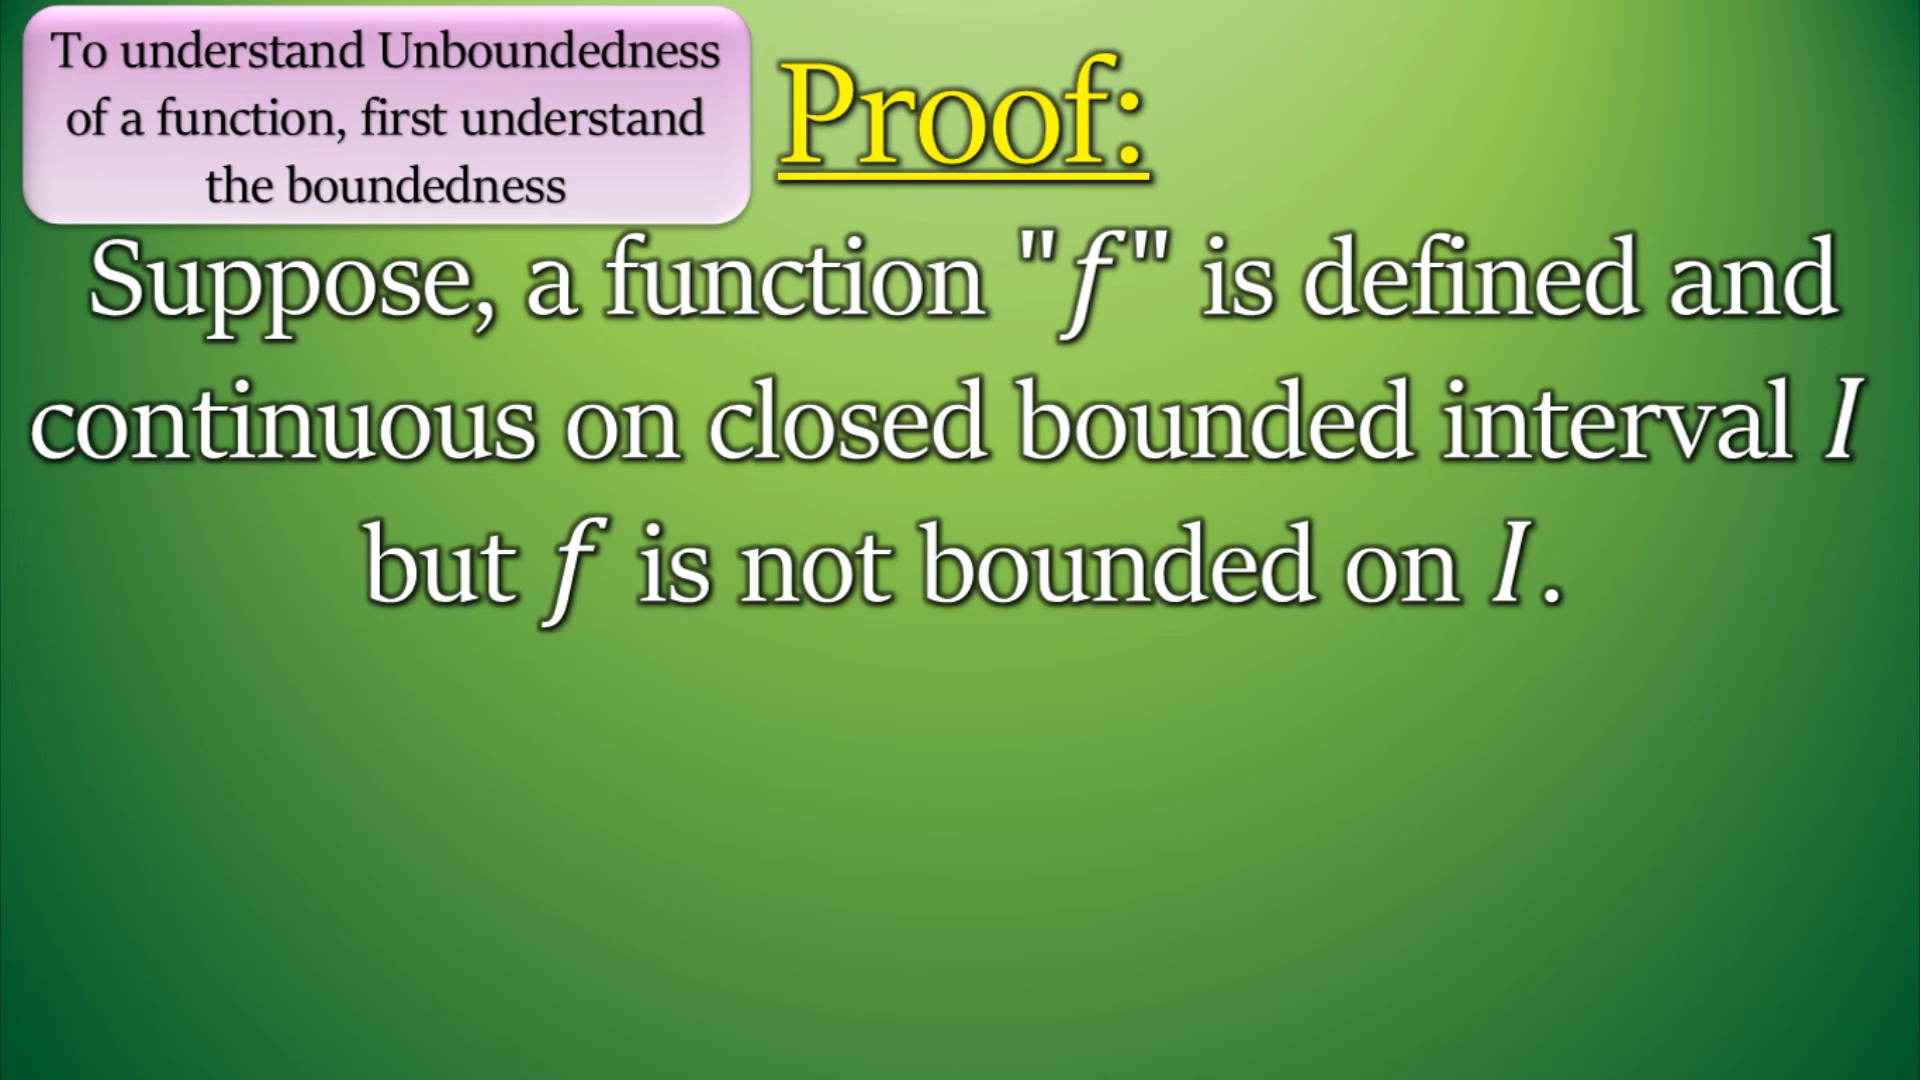 To understand Unboundedness
of a function, first understand
the boundedness
Proof:
Suppose, a function "f" is defined and
continuous on closed bounded interval I
but f is not bounded on I.